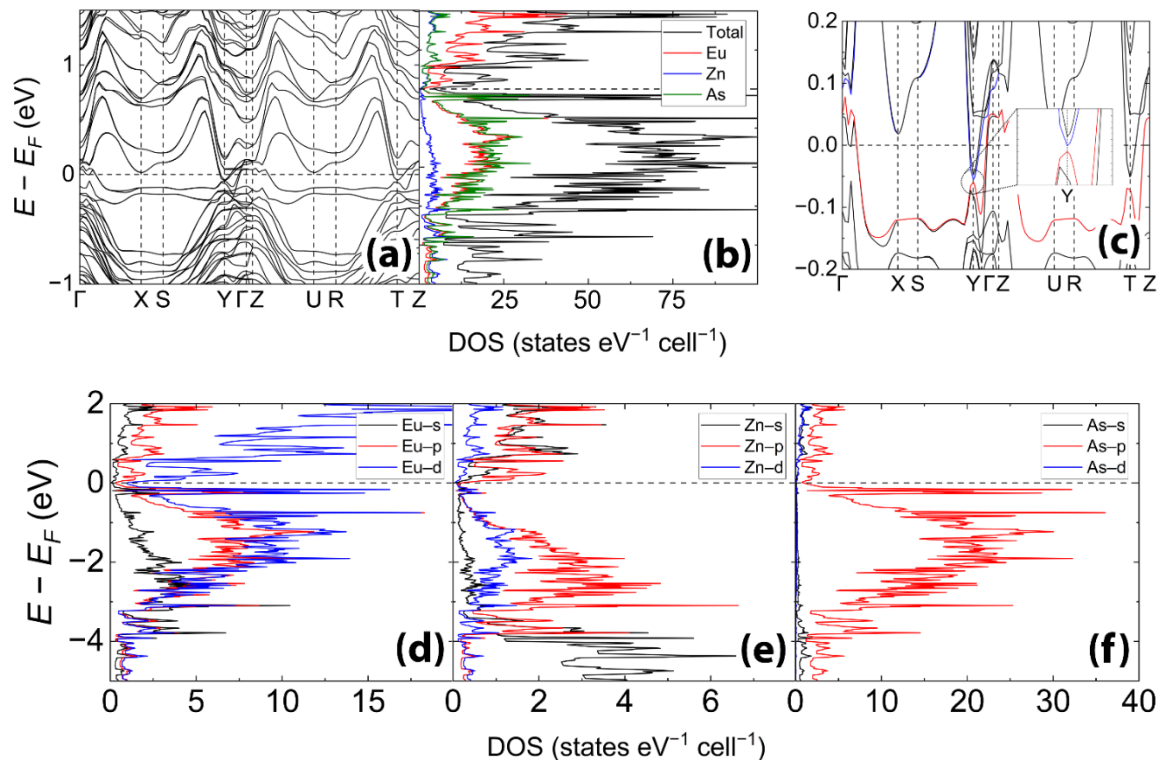 E − E_F (eV)
1
0
−1
Γ X S Y Γ Z U R T Z
(a)
Total
Eu
Zn
As
(b)
25 50 75
DOS (states eV⁻¹ cell⁻¹)
0.2
0.1
0.0
−0.1
−0.2
Y
Γ X S Y Γ Z U R T Z
(c)
E − E_F (eV)
2
0
−2
−4
Eu–s
Eu–p
Eu–d
(d)
0 5 10 15
Zn–s
Zn–p
Zn–d
(e)
0 2 4 6
As–s
As–p
As–d
(f)
0 10 20 30 40
DOS (states eV⁻¹ cell⁻¹)